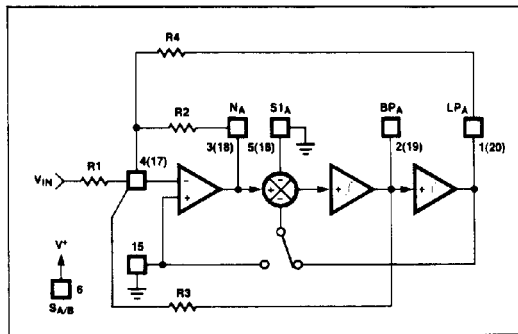 R4
R2
NA
S1A
BPA
LPA
4(17)
3(18)
5(16)
2(19)
1(20)
R1
VIN
-
+
+
-
-
+
∫
+
∫
V+
15
6
SA/B
R3